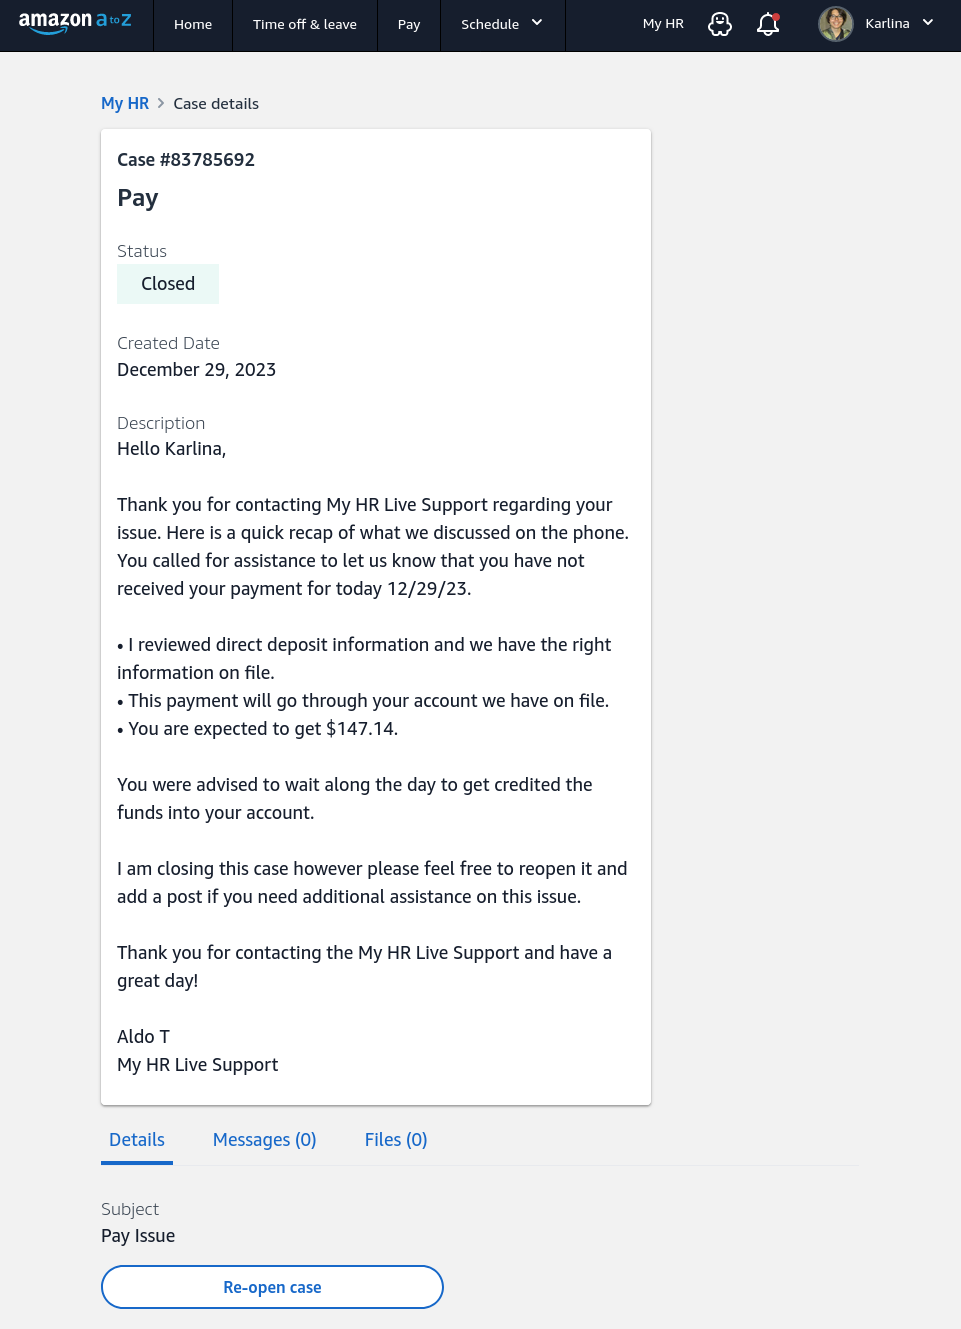 amazon atoz
Home
Time off & leave
Pay
Schedule
My HR
Karlina
My HR > Case details
Case #83785692
Pay
Status
Closed
Created Date
December 29, 2023
Description
Hello Karlina,
Thank you for contacting My HR Live Support regarding your
issue. Here is a quick recap of what we discussed on the phone.
You called for assistance to let us know that you have not
received your payment for today 12/29/23.
• I reviewed direct deposit information and we have the right
information on file.
• This payment will go through your account we have on file.
• You are expected to get $147.14.
You were advised to wait along the day to get credited the
funds into your account.
I am closing this case however please feel free to reopen it and
add a post if you need additional assistance on this issue.
Thank you for contacting the My HR Live Support and have a
great day!
Aldo T
My HR Live Support
Details
Messages (0)
Files (0)
Subject
Pay Issue
Re-open case